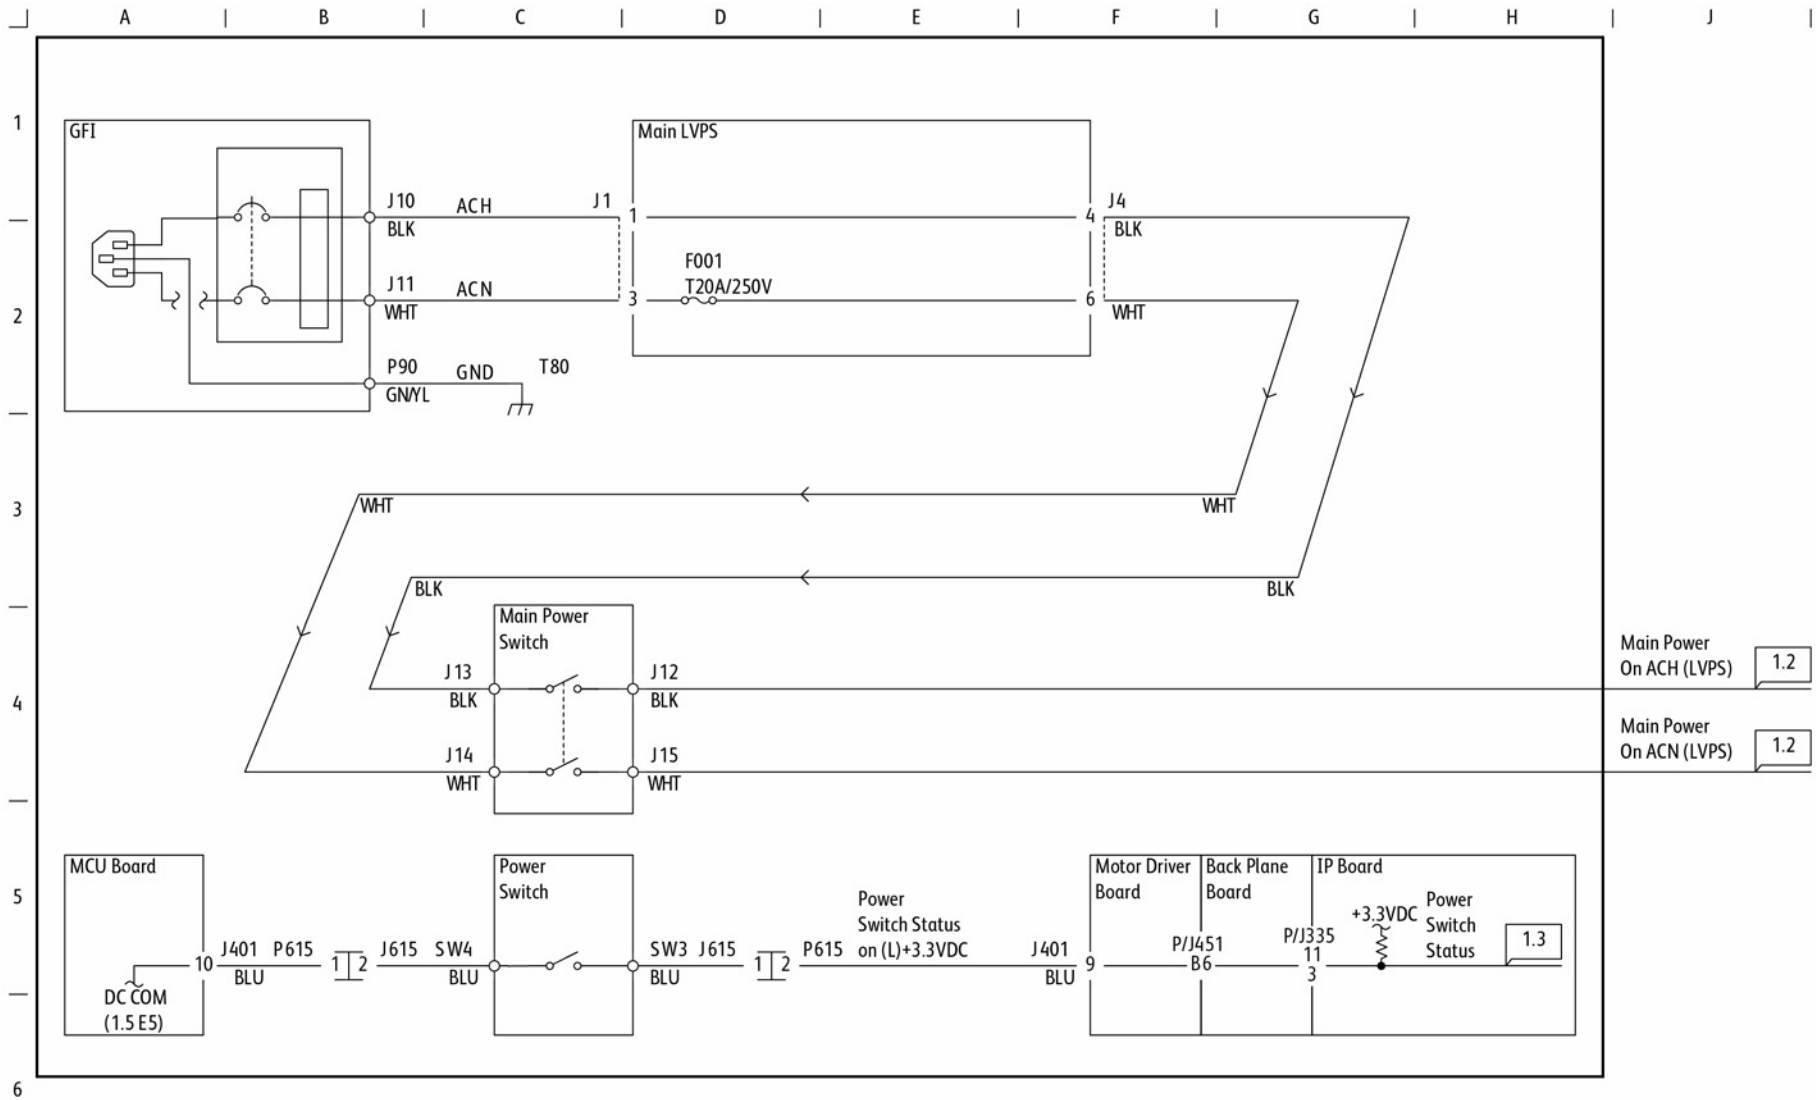 A B C D E F G H J
1
GFI
Main LVPS
J10
ACH
J1
1
4
J4
BLK
BLK
F001
T20A/250V
J11
ACN
3
6
WHT
WHT
2
P90
GND
T80
GN/YL
3
WHT
WHT
BLK
BLK
Main Power
Switch
Main Power
On ACH (LVPS)
1.2
J13
J12
BLK
BLK
4
Main Power
On ACN (LVPS)
1.2
J14
J15
WHT
WHT
5
MCU Board
Power
Switch
Motor Driver
Board
Back Plane
Board
IP Board
Power
Switch Status
on (L)+3.3VDC
+3.3VDC
Power
Switch
Status
1.3
10
J401
P615
1
2
J615
SW4
SW3
J615
1
2
P615
J401
9
P/J451
B6
P/J335
11
3
BLU
BLU
BLU
BLU
DC COM
(1.5 E5)
6